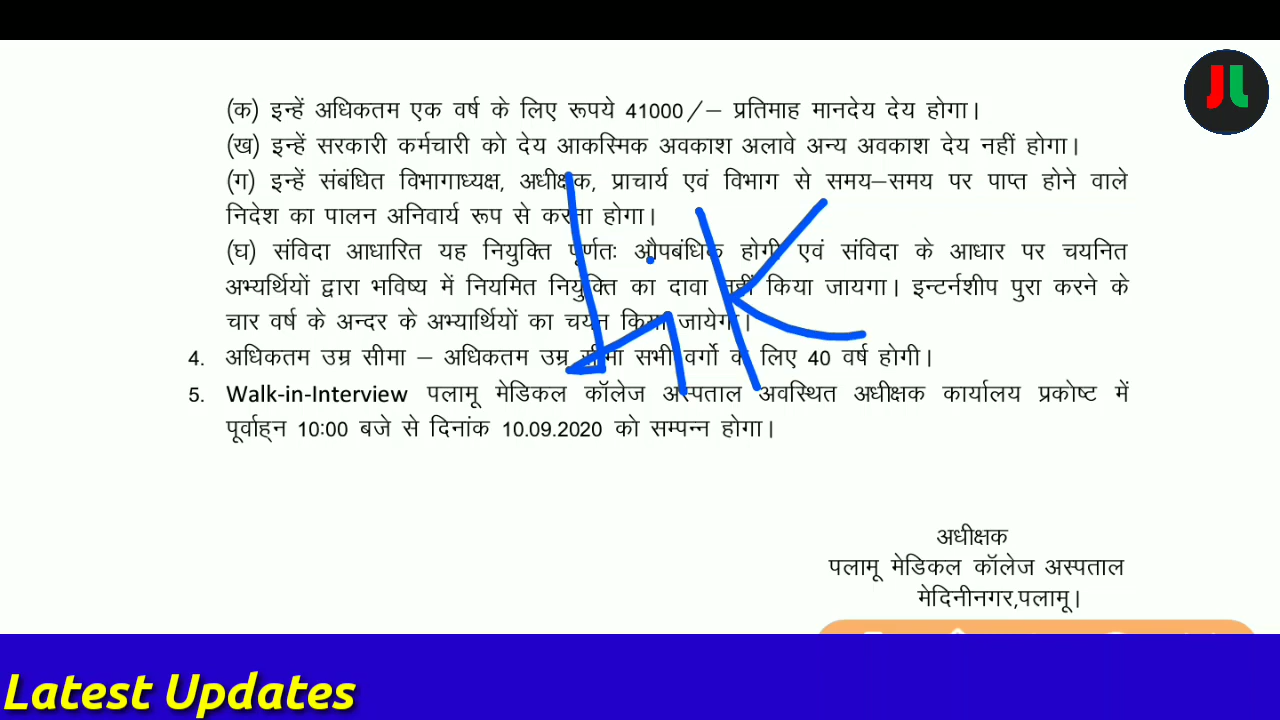 JL
(क) इन्हें अधिकतम एक वर्ष के लिए रूपये 41000/– प्रतिमाह मानदेय देय होगा।
(ख) इन्हें सरकारी कर्मचारी को देय आकस्मिक अवकाश अलावे अन्य अवकाश देय नहीं होगा।
(ग) इन्हें संबंधित विभागाध्यक्ष, अधीक्षक, प्राचार्य एवं विभाग से समय–समय पर पाप्त होने वाले
निदेश का पालन अनिवार्य रूप से करना होगा।
(घ) संविदा आधारित यह नियुक्ति पूर्णतः औपबंधिक होगी एवं संविदा के आधार पर चयनित
अभ्यर्थियों द्वारा भविष्य में नियमित नियुक्ति का दावा नहीं किया जायगा। इन्टर्नशीप पुरा करने के
चार वर्ष के अन्दर के अभ्यार्थियों का चयन किया जायेगा।
4. अधिकतम उम्र सीमा – अधिकतम उम्र सीमा सभी वर्गो के लिए 40 वर्ष होगी।
5. Walk-in-Interview पलामू मेडिकल कॉलेज अस्पताल अवस्थित अधीक्षक कार्यालय प्रकोष्ट में
पूर्वाह्न 10:00 बजे से दिनांक 10.09.2020 को सम्पन्न होगा।
अधीक्षक
पलामू मेडिकल कॉलेज अस्पताल
मेदिनीनगर,पलामू।
Latest Updates